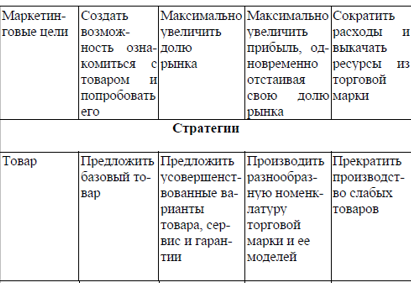 Маркетин-
говые цели
Создать
возмож-
ность озна-
комиться с
товаром и
попробовать
его
Максимально
увеличить
долю
рынка
Максимально
увеличить
прибыль, од-
новременно
отстаивая
свою долю
рынка
Сократить
расходы и
выкачать
ресурсы из
торговой
марки
Стратегии
Товар
Предложить
базовый то-
вар
Предложить
усовершенст-
вованные ва-
рианты
товара, сер-
вис и гаран-
тии
Производить
разнообраз-
ную номенк-
латуру
торговой
марки и ее
моделей
Прекратить
производст-
во слабых
товаров